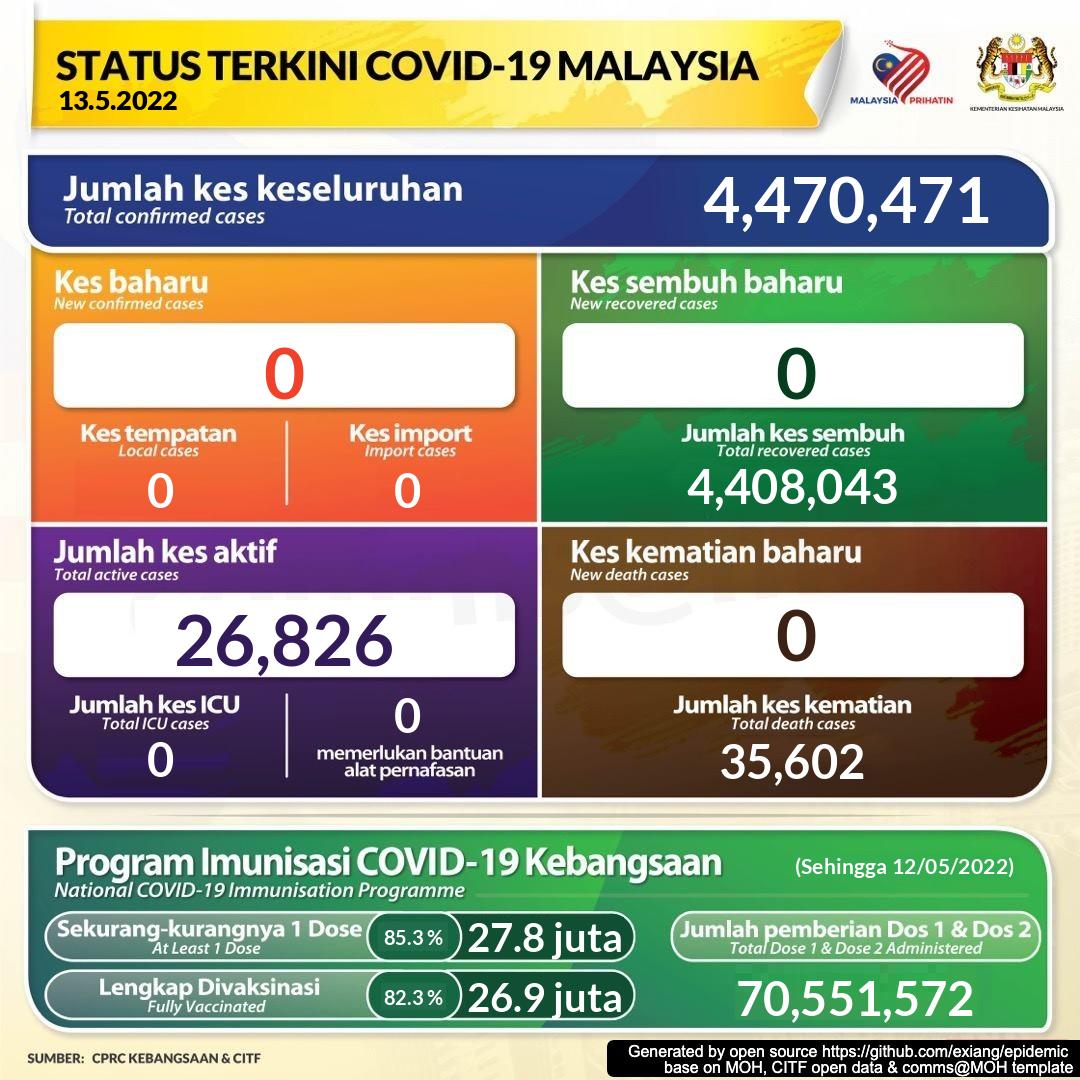 STATUS TERKINI COVID-19 MALAYSIA
13.5.2022
MALAYSIA PRIHATIN
KEMENTERIAN KESIHATAN MALAYSIA
Jumlah kes keseluruhan
Total confirmed cases
4,470,471
Kes baharu
New confirmed cases
0
Kes tempatan
Local cases
0
Kes import
Import cases
0
Kes sembuh baharu
New recovered cases
0
Jumlah kes sembuh
Total recovered cases
4,408,043
Jumlah kes aktif
Total active cases
26,826
Jumlah kes ICU
Total ICU cases
0
0
memerlukan bantuan
alat pernafasan
Kes kematian baharu
New death cases
0
Jumlah kes kematian
Total death cases
35,602
Program Imunisasi COVID-19 Kebangsaan
(Sehingga 12/05/2022)
National COVID-19 Immunisation Programme
Sekurang-kurangnya 1 Dose
At Least 1 Dose
85.3 %
27.8 juta
Lengkap Divaksinasi
Fully Vaccinated
82.3 %
26.9 juta
Jumlah pemberian Dos 1 & Dos 2
Total Dose 1 & Dose 2 Administered
70,551,572
SUMBER: CPRC KEBANGSAAN & CITF
Generated by open source https://github.com/exiang/epidemic
base on MOH, CITF open data & comms@MOH template